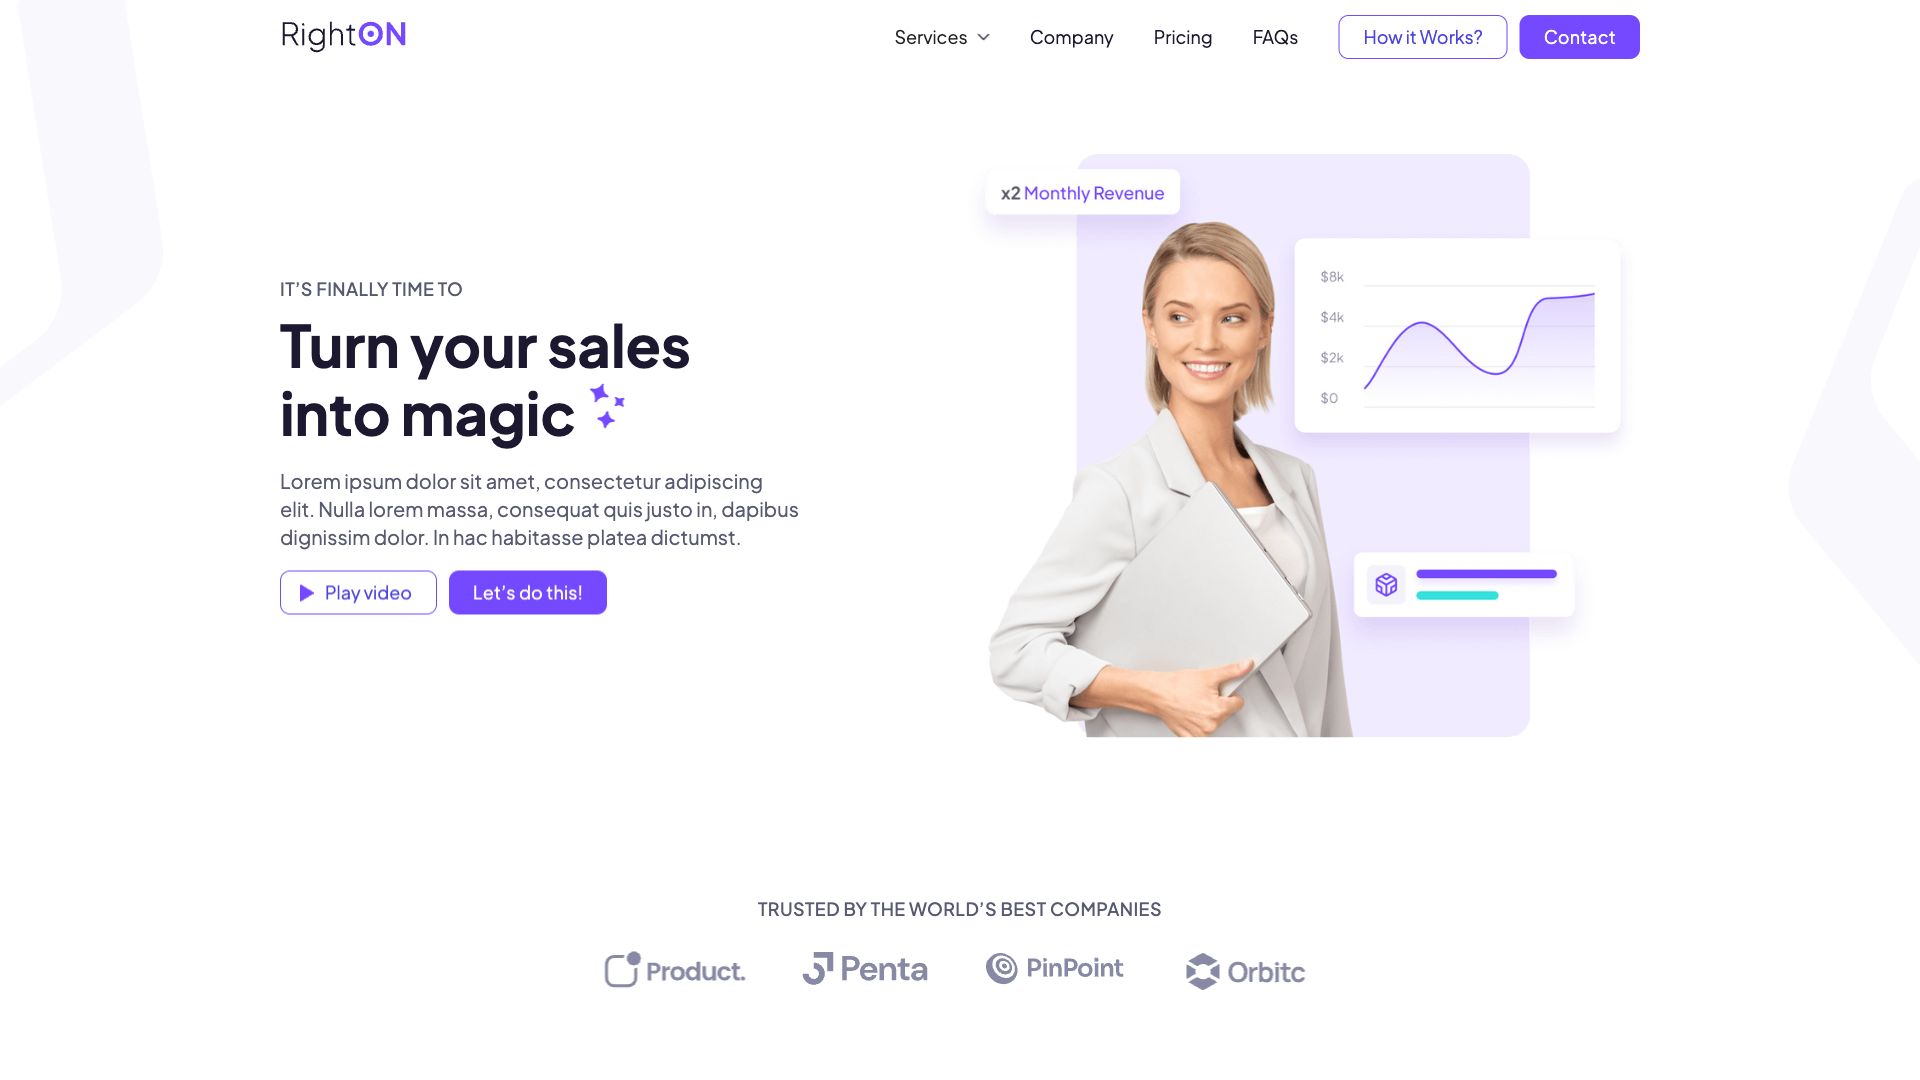 RightON
Services
Company
Pricing
FAQs
How it Works?
Contact
x2 Monthly Revenue
$8k
$4k
$2k
$0
IT’S FINALLY TIME TO
Turn your sales
into magic
Lorem ipsum dolor sit amet, consectetur adipiscing
elit. Nulla lorem massa, consequat quis justo in, dapibus
dignissim dolor. In hac habitasse platea dictumst.
Play video
Let’s do this!
TRUSTED BY THE WORLD’S BEST COMPANIES
Product.
Penta
PinPoint
Orbitc